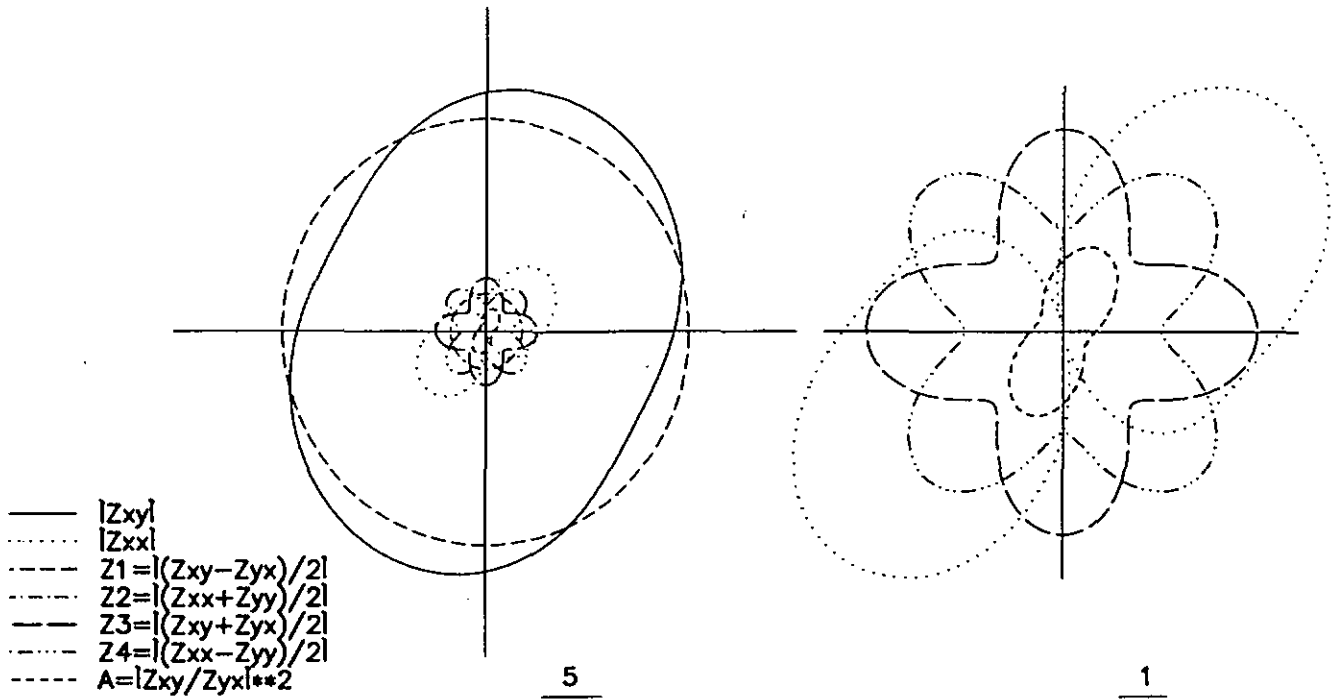 |Zxy|
|Zxx|
Z1=|(Zxy−Zyx)/2|
Z2=|(Zxx+Zyy)/2|
Z3=|(Zxy+Zyx)/2|
Z4=|(Zxx−Zyy)/2|
A=|Zxy/Zyx|**2
5
1